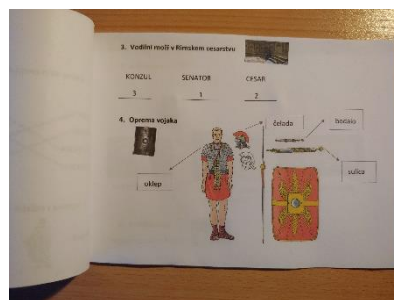 3. Vodilni možje v Rimskem cesarstvu
KONZUL SENATOR CESAR
3 1 2
4. Oprema vojaka
čelada
bodalo
sulica
oklep